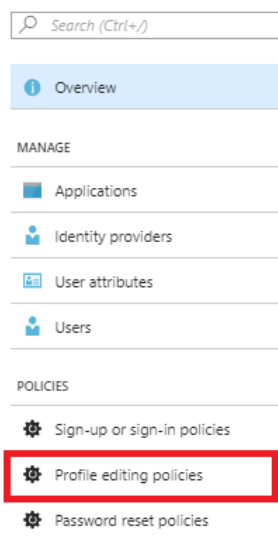 Search (Ctrl+/)
Overview
MANAGE
Applications
Identity providers
User attributes
Users
POLICIES
Sign-up or sign-in policies
Profile editing policies
Password reset policies